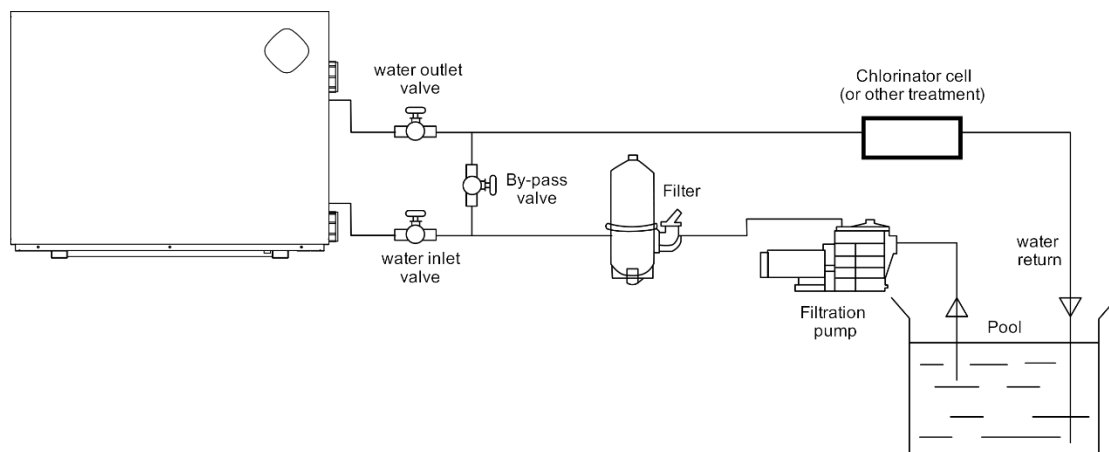 water outlet
valve
Chlorinator cell
(or other treatment)
By-pass
valve
Filter
water inlet
valve
Filtration
pump
water
return
Pool